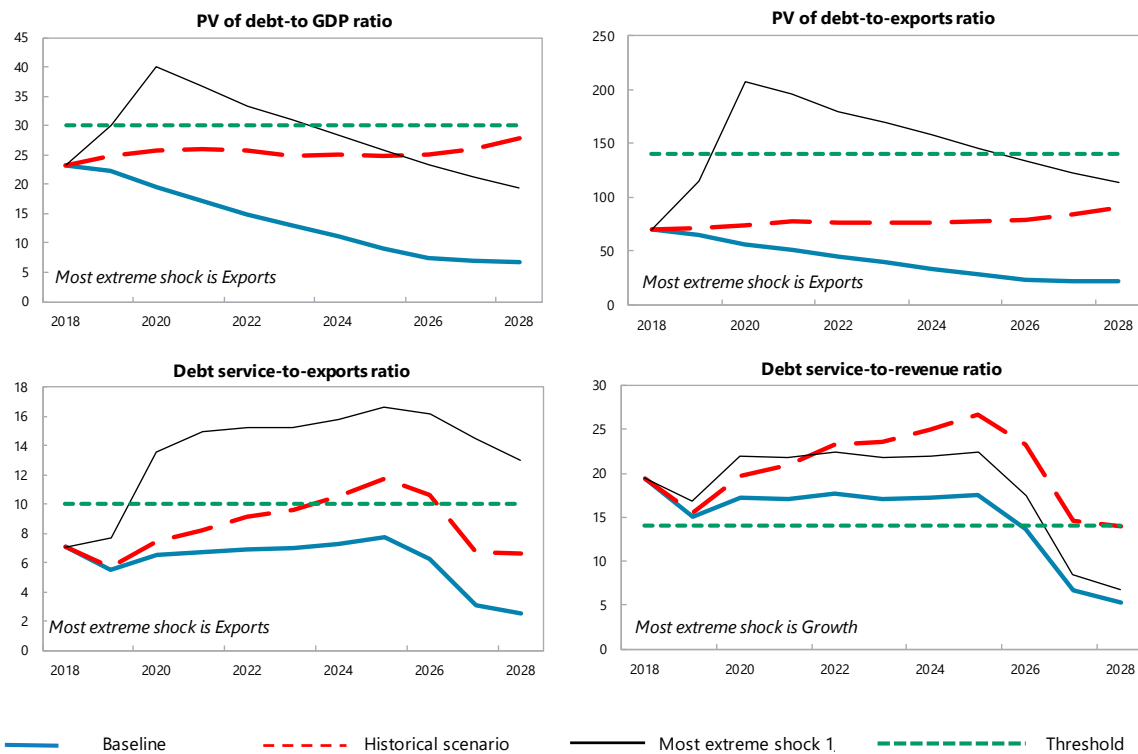 PV of debt-to GDP ratio
45
40
35
30
25
20
15
10
5
0
Most extreme shock is Exports
2018 2020 2022 2024 2026 2028
PV of debt-to-exports ratio
250
200
150
100
50
0
Most extreme shock is Exports
2018 2020 2022 2024 2026 2028
Debt service-to-exports ratio
18
16
14
12
10
8
6
4
2
0
Most extreme shock is Exports
2018 2020 2022 2024 2026 2028
Debt service-to-revenue ratio
30
25
20
15
10
5
0
Most extreme shock is Growth
2018 2020 2022 2024 2026 2028
Baseline Historical scenario Most extreme shock 1, Threshold